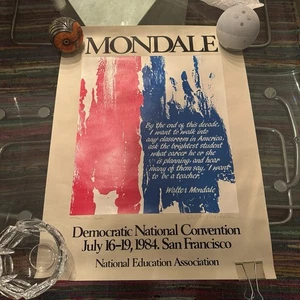 MONDALE
By the end of this decade,
I want to walk into
any classroom in America,
ask the brightest student
what career he or she
is planning, and hear
many of them say, I want
to be a teacher.
Walter Mondale
Democratic National Convention
July 16-19, 1984. San Francisco
National Education Association